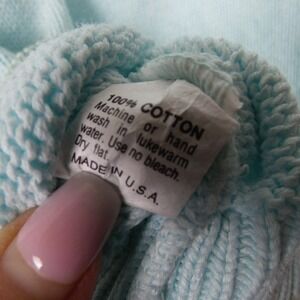 100% COTTON
Machine or hand
wash in lukewarm
water. Use no bleach.
Dry flat.
MADE IN U.S.A.